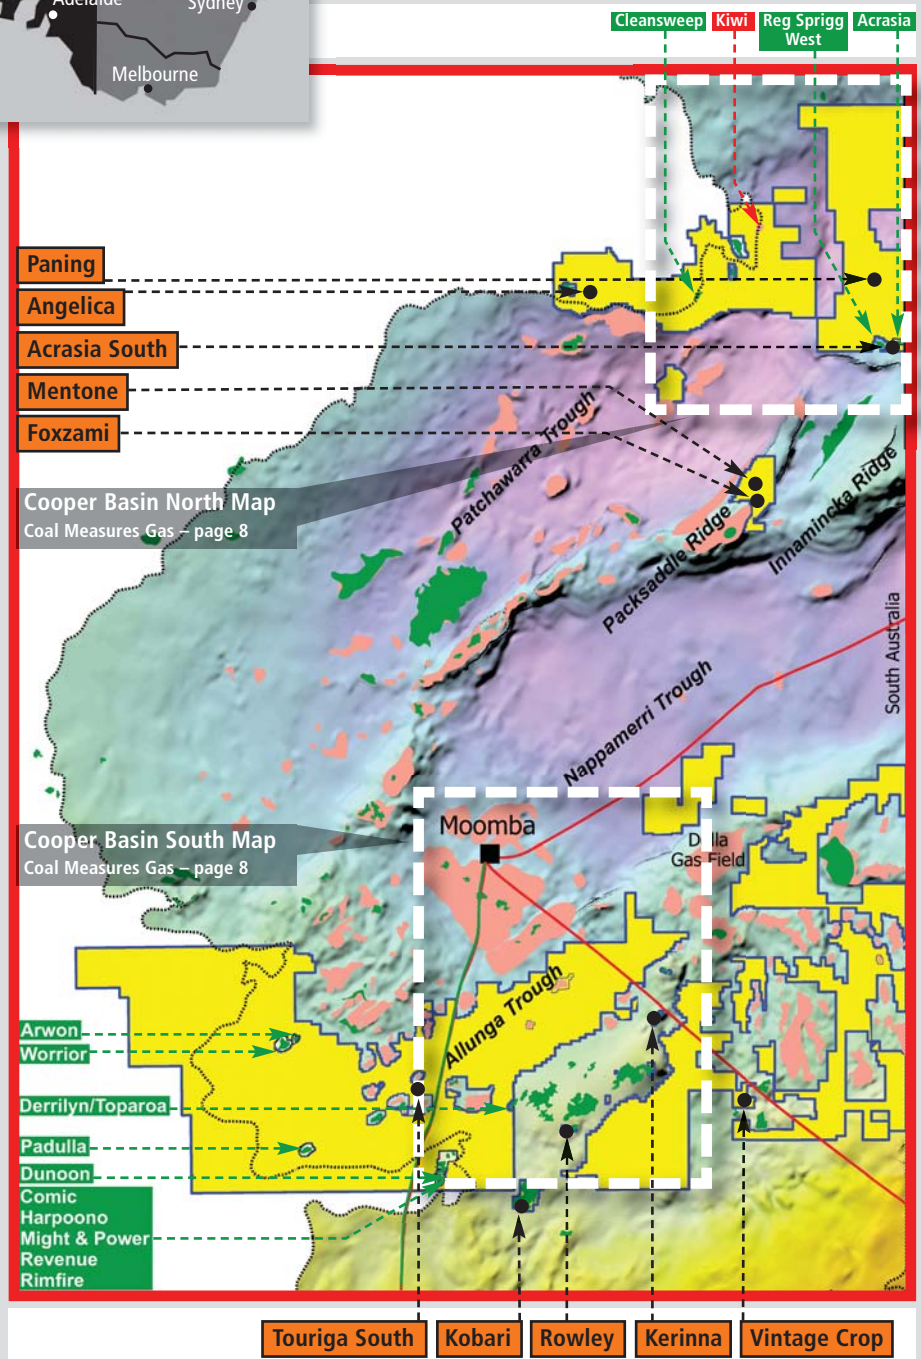 Adelaide
Sydney
Melbourne
Cleansweep
Kiwi
Reg Sprigg
West
Acrasia
Paning
Angelica
Acrasia South
Mentone
Foxzami
Patchawarra Trough
Cooper Basin North Map
Coal Measures Gas – page 8
Packsaddle Ridge
Innamincka Ridge
South Australia
Nappamerri Trough
Cooper Basin South Map
Coal Measures Gas – page 8
Moomba
Della
Gas Field
Allunga Trough
Arwon
Worrior
Derrilyn/Toparoa
Padulla
Dunoon
Comic
Harpoono
Might & Power
Revenue
Rimfire
Touriga South
Kobari
Rowley
Kerinna
Vintage Crop